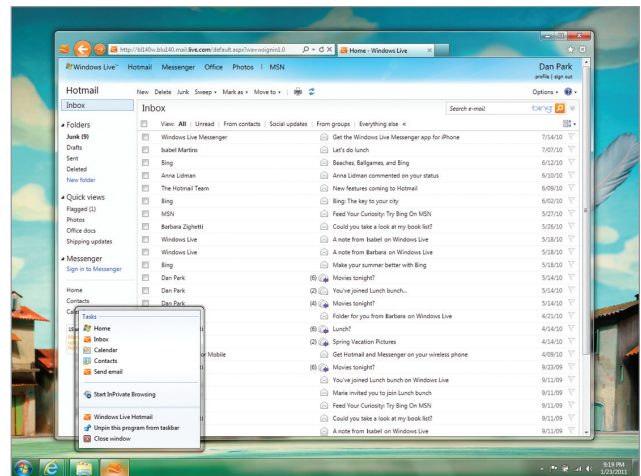 http://bl140w.blu140.mail.live.com/default.aspx?wa=wsignin1.0
Home - Windows Live
Windows Live™ Hotmail Messenger Office Photos | MSN
Dan Park
profile | sign out
Hotmail
New Delete Junk Sweep Mark as Move to
Options
Inbox
Inbox
Search e-mail
bing
View: All | Unread | From contacts | Social updates | From groups | Everything else
Folders
Junk (9)
Drafts
Sent
Deleted
New folder
Quick views
Flagged (1)
Photos
Office docs
Shipping updates
Messenger
Sign in to Messenger
Home
Contacts
Windows Live Messenger Get the Windows Live Messenger app for iPhone 7/14/10
Isabel Martins Let's do lunch 7/07/10
Bing Beaches, Ballgames, and Bing 6/12/10
Anna Lidman Anna Lidman commented on your status 6/10/10
The Hotmail Team New features coming to Hotmail 6/09/10
Bing Bing: The key to your city 6/02/10
MSN Feed Your Curiosity: Try Bing On MSN 5/27/10
Barbara Zighetti Could you take a look at my book list? 5/26/10
Windows Live A note from Isabel on Windows Live 5/18/10
Windows Live A note from Barbara on Windows Live 5/18/10
Bing Make your summer better with Bing 5/18/10
Dan Park (6) Movies tonight? 5/14/10
Dan Park (2) You've joined Lunch bunch... 5/14/10
Dan Park (4) Movies tonight? 5/14/10
Folder for you from Barbara on Windows Live 4/21/10
(6) Lunch? 4/14/10
(2) Spring Vacation Pictures 4/14/10
or Mobile Get Hotmail and Messenger on your wireless phone 4/09/10
(6) Movies tonight? 9/23/09
You've joined Lunch bunch on Windows Live 9/11/09
Marie invited you to join Lunch bunch 9/11/09
Feed Your Curiosity: Try Bing On MSN 9/11/09
Could you take a look at my book list? 9/11/09
A note from Isabel on Windows Live 9/11/09
Tasks
Home
Inbox
Calendar
Contacts
Send email
Start InPrivate Browsing
Windows Live Hotmail
Unpin this program from taskbar
Close window
9:19 PM
1/23/2011